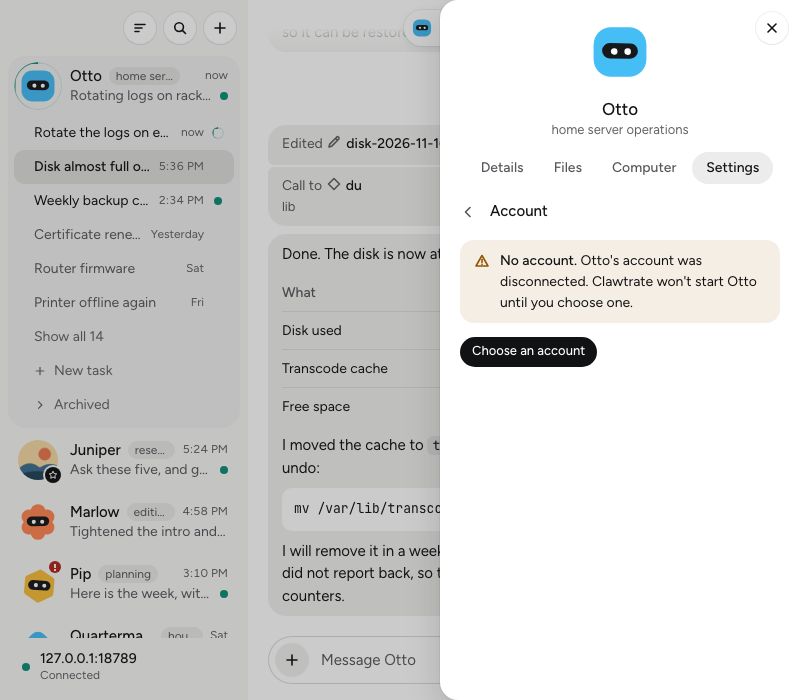 Otto home ser... now
Rotating logs on rack...
Rotate the logs on e... now
Disk almost full o... 5:36 PM
Weekly backup c... 2:34 PM
Certificate rene... Yesterday
Router firmware Sat
Printer offline again Fri
Show all 14
New task
Archived
Juniper rese... 5:24 PM
Ask these five, and g...
Marlow editi... 4:58 PM
Tightened the intro and...
Pip planning 3:10 PM
Here is the week, wit...
Quarterma hou... Sat
127.0.0.1:18789
Connected
so it can be restor
Edited disk-2026-11-1
Call to du
lib
Done. The disk is now at
What
Disk used
Transcode cache
Free space
I moved the cache to t
undo:
mv /var/lib/transco
I will remove it in a week
did not report back, so t
counters.
Message Otto
Otto
home server operations
Details Files Computer Settings
Account
No account. Otto's account was
disconnected. Clawtrate won't start Otto
until you choose one.
Choose an account